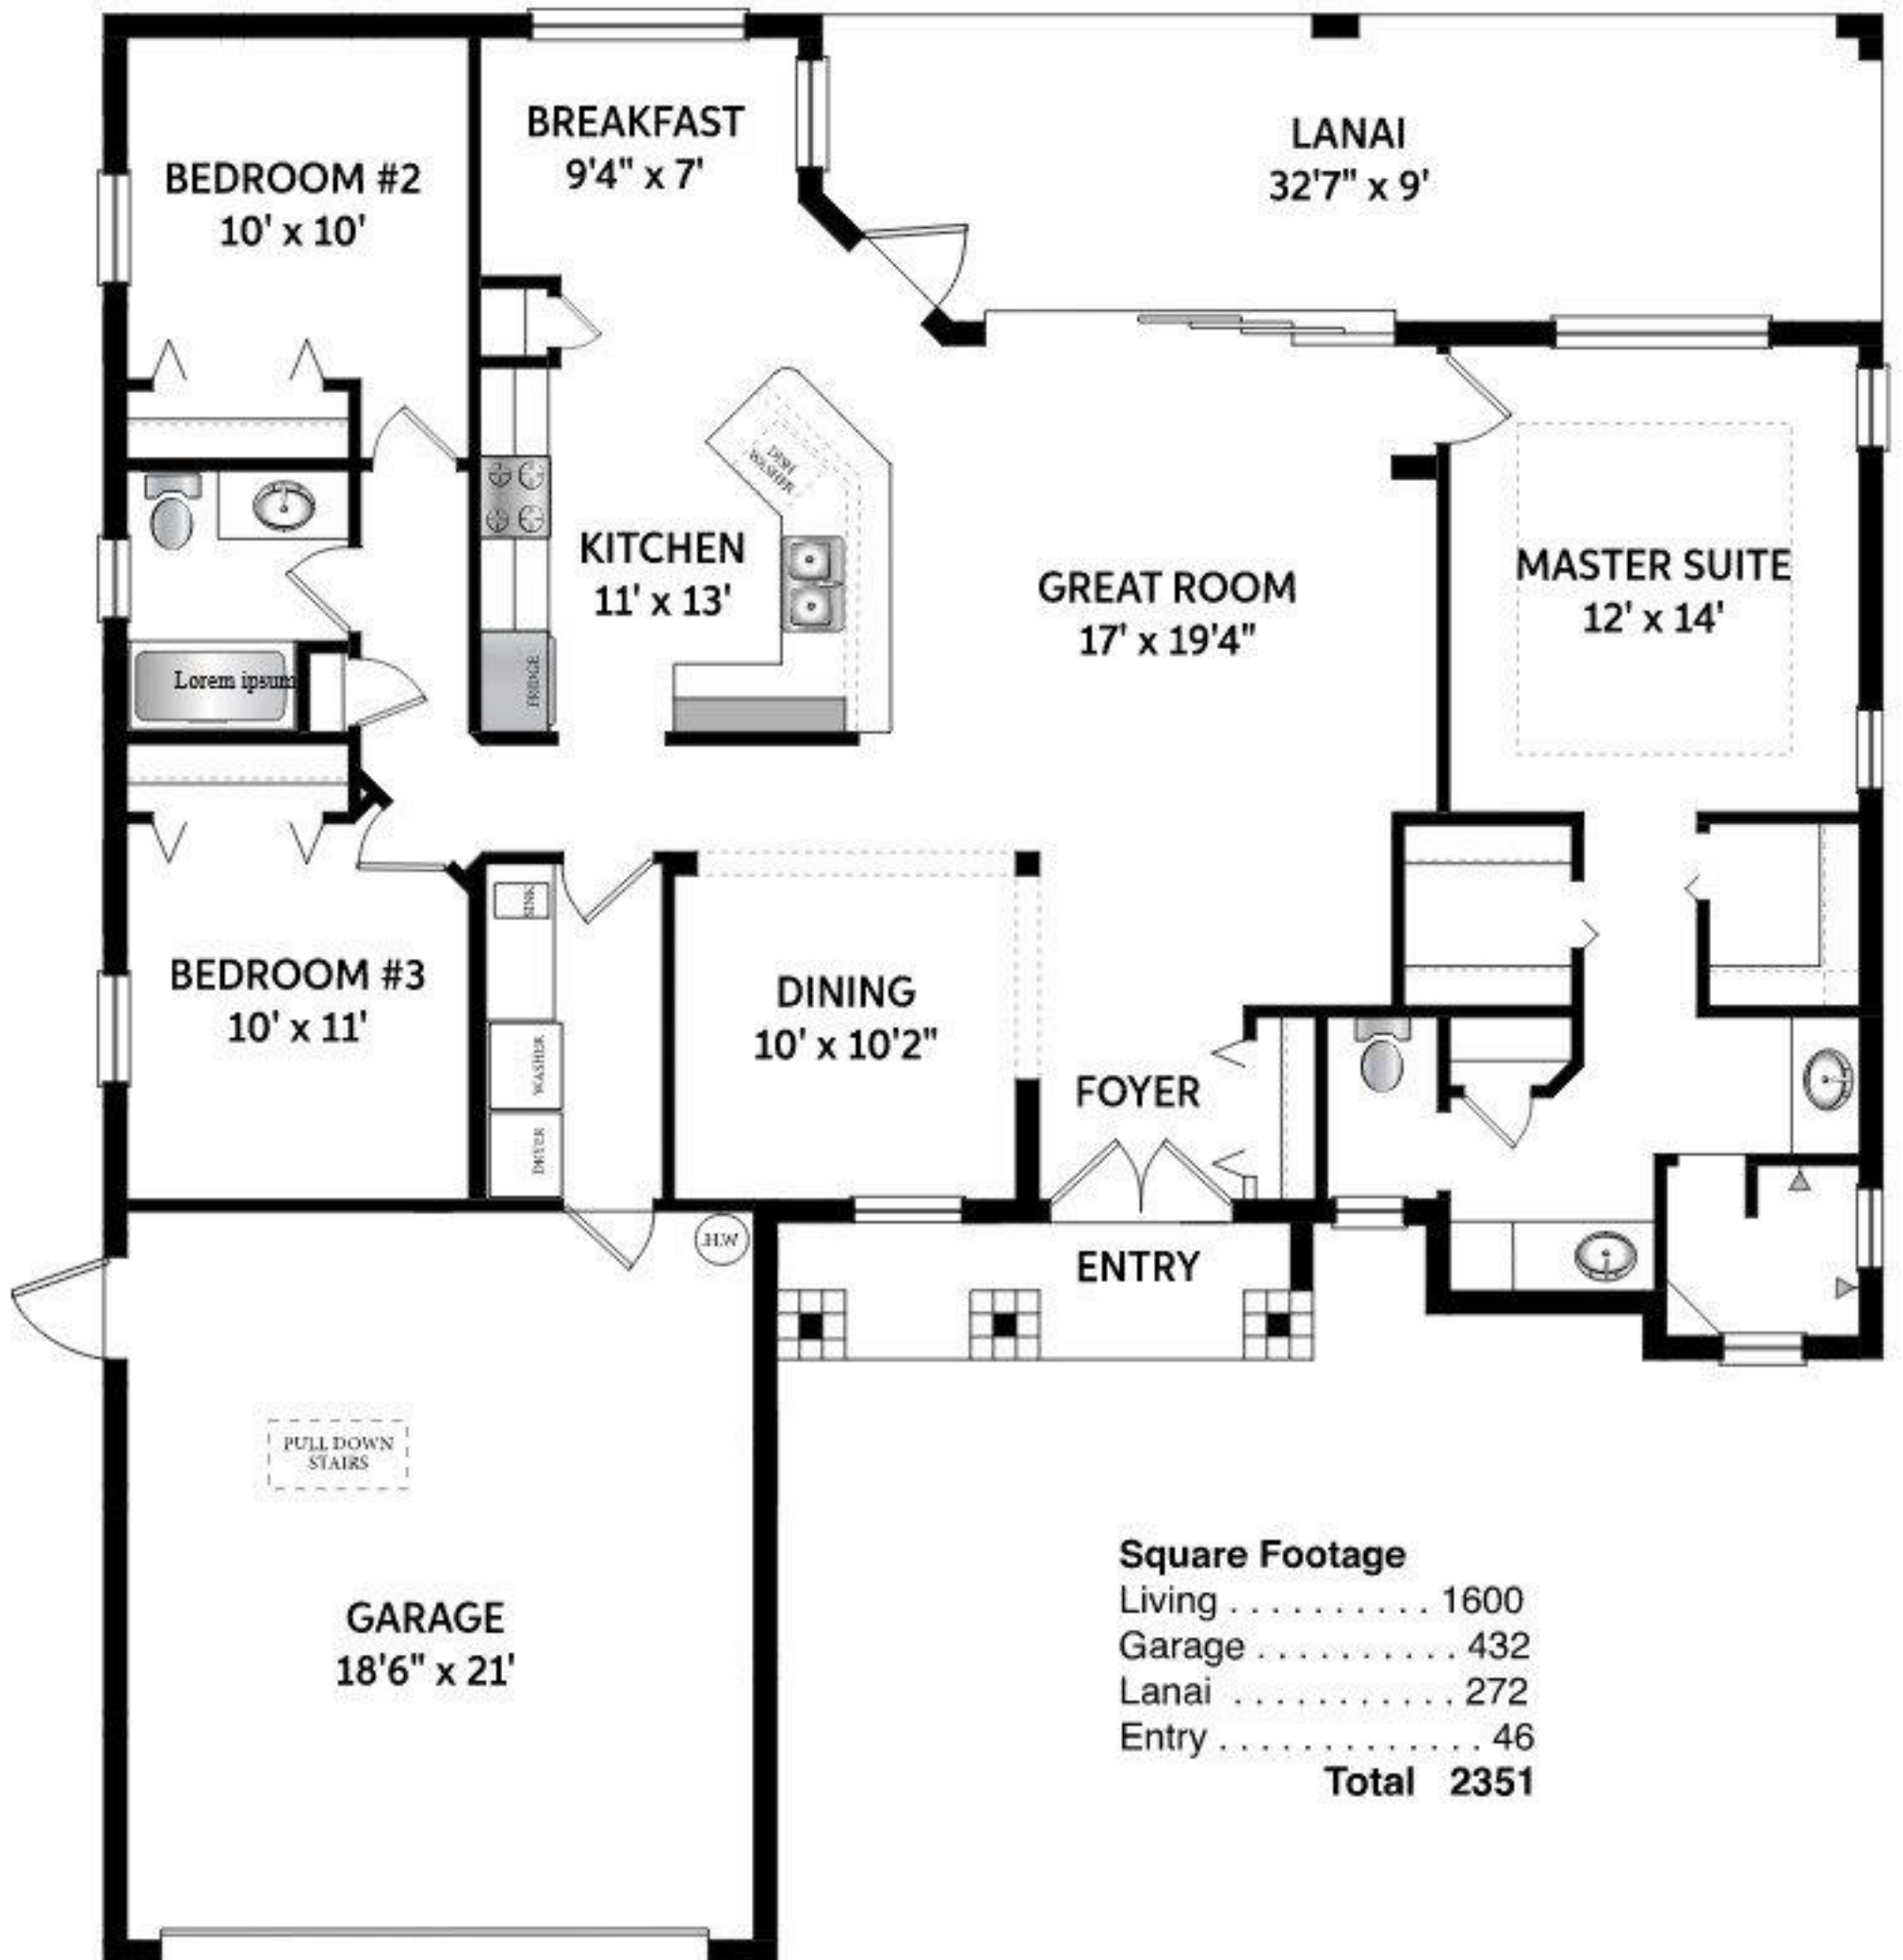 BREAKFAST
9'4" x 7'
LANAI
32'7" x 9'
BEDROOM #2
10' x 10'
DISH
WASHER
KITCHEN
11' x 13'
GREAT ROOM
17' x 19'4"
MASTER SUITE
12' x 14'
Lorem ipsum
FRIDGE
SINK
BEDROOM #3
10' x 11'
DINING
10' x 10'2"
WASHER
FOYER
DRYER
W.H.
ENTRY
PULL DOWN
STAIRS
GARAGE
18'6" x 21'
Square Footage
Living . . . . . . . . . . 1600
Garage . . . . . . . . . . 432
Lanai . . . . . . . . . . . 272
Entry . . . . . . . . . . . . . 46
Total 2351